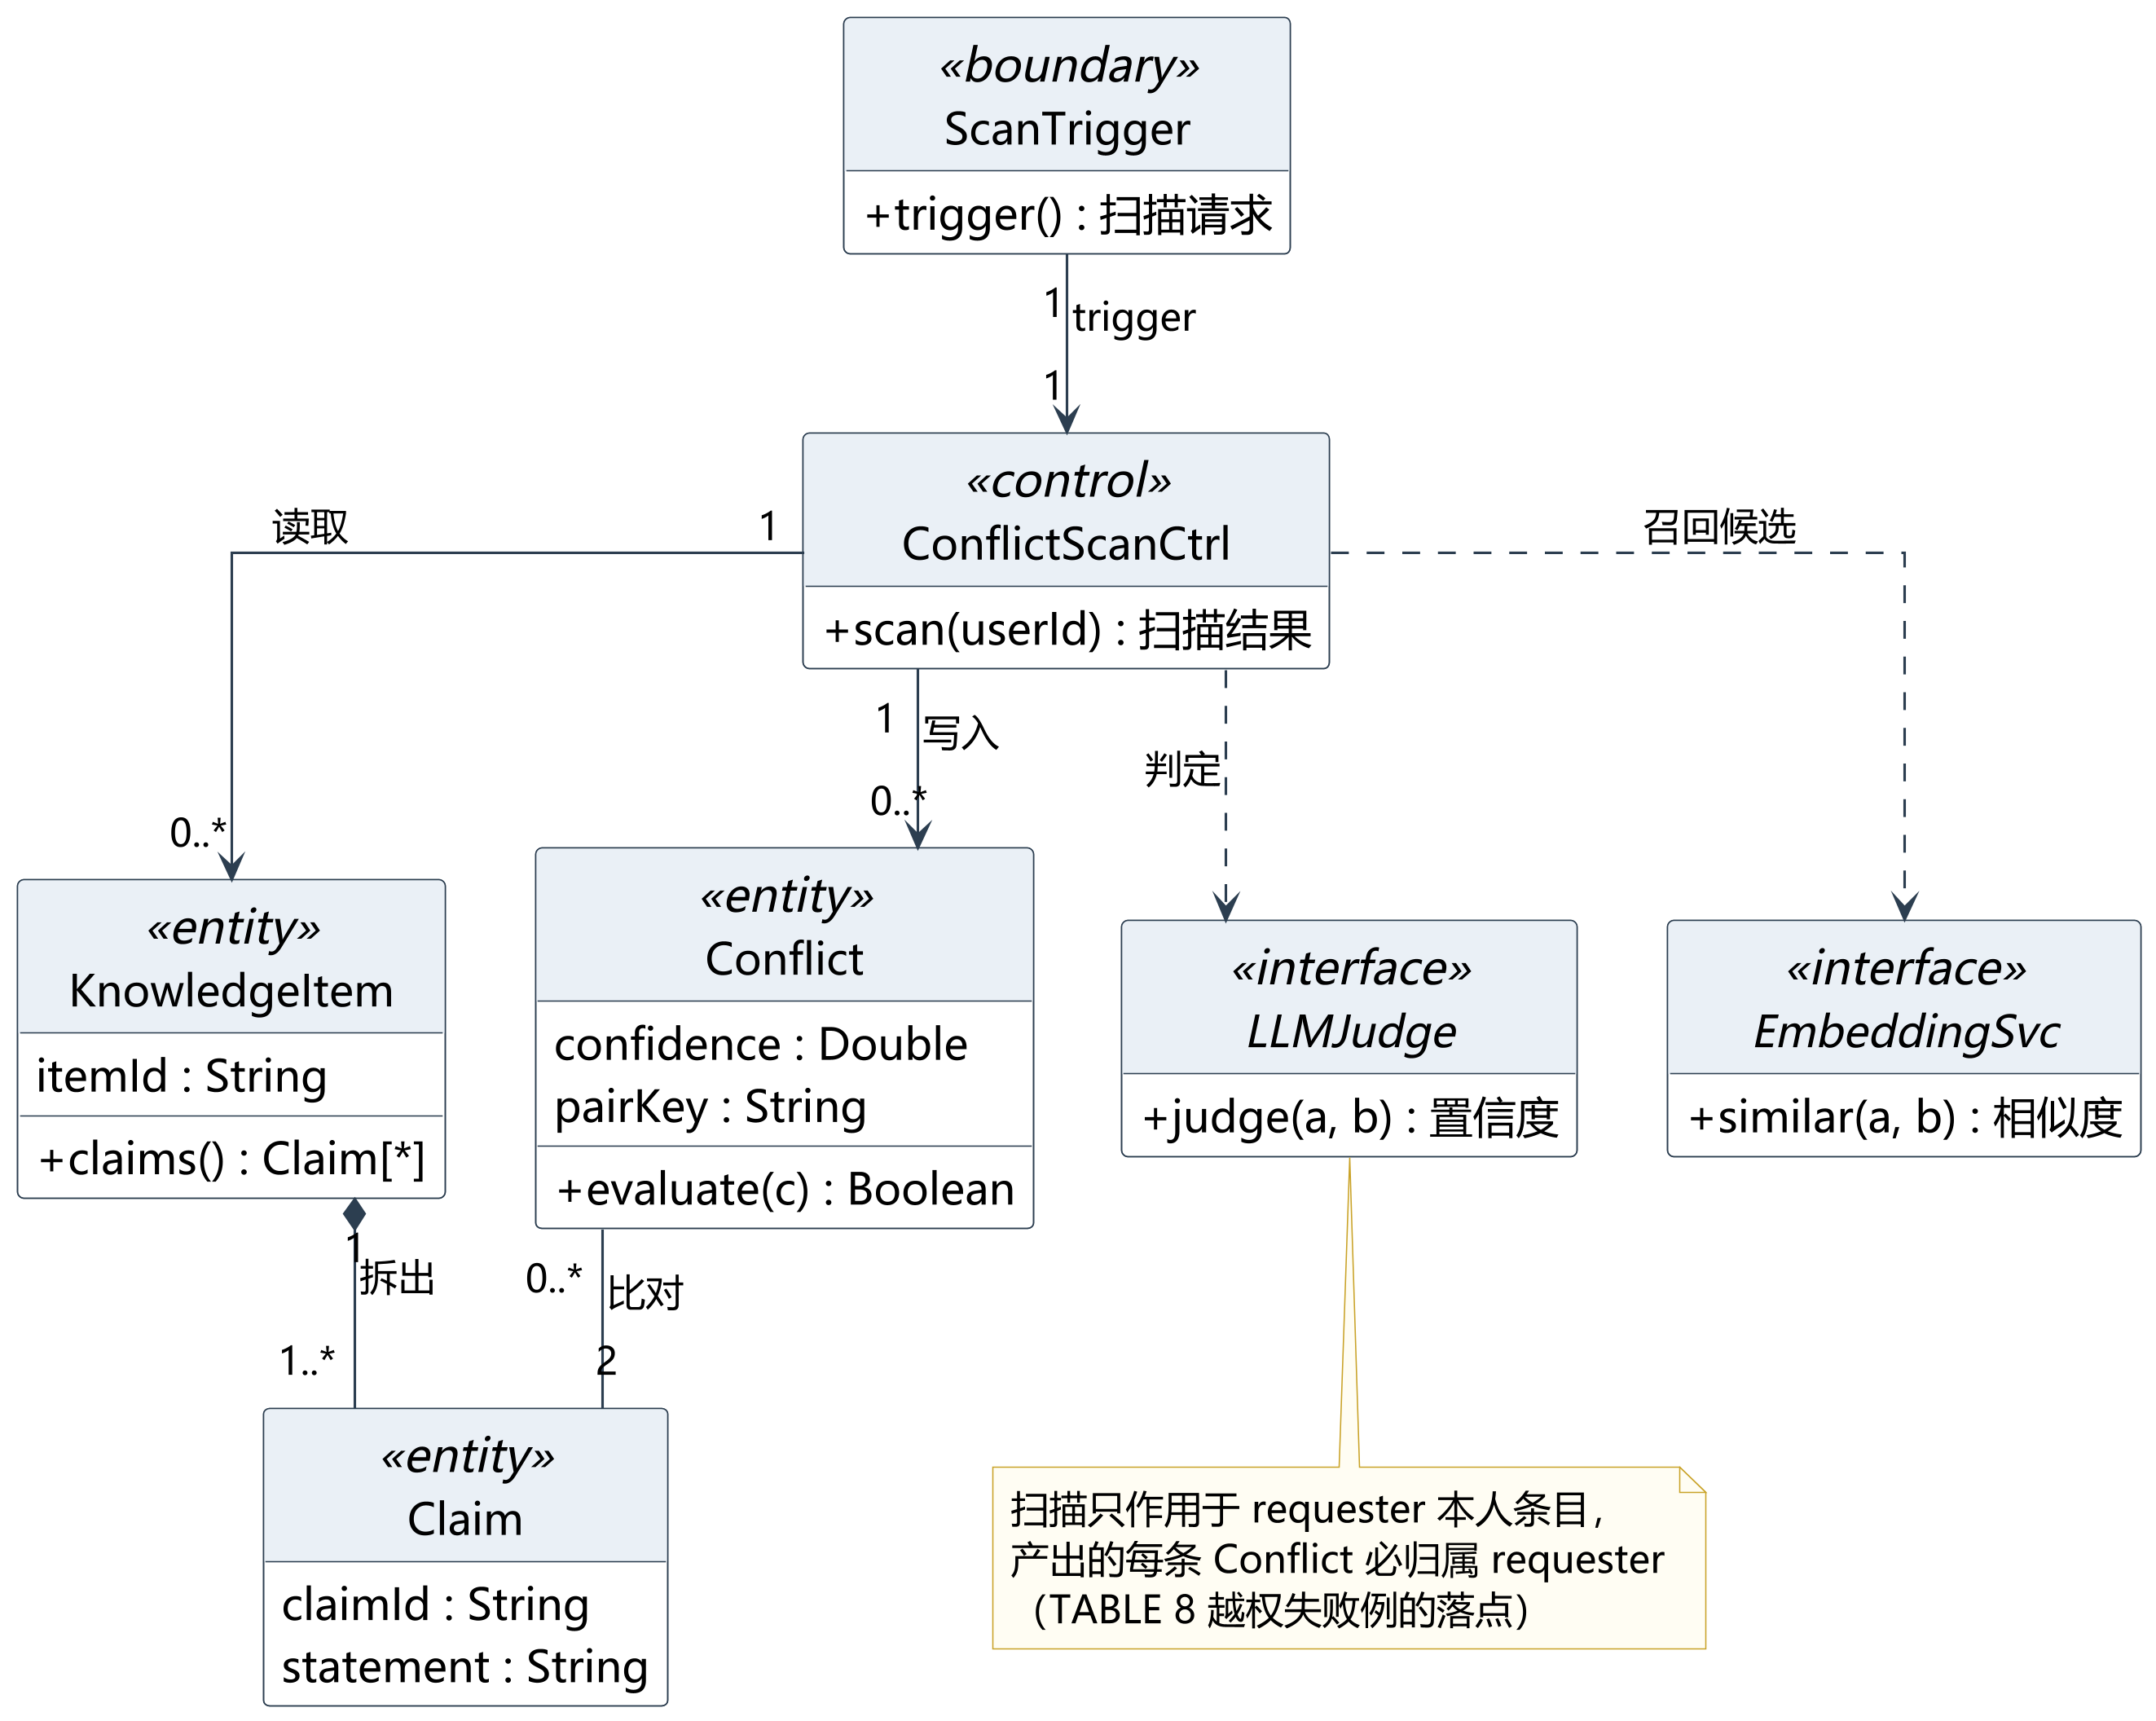 «boundary»
ScanTrigger
+trigger() : 扫描请求
1
trigger
1
«control»
ConflictScanCtrl
+scan(userId) : 扫描结果
读取
1
召回候选
1
写入
判定
0..*
0..*
«entity»
KnowledgeItem
itemId : String
+claims() : Claim[*]
«entity»
Conflict
confidence : Double
pairKey : String
+evaluate(c) : Boolean
«interface»
LLMJudge
+judge(a, b) : 置信度
«interface»
EmbeddingSvc
+similar(a, b) : 相似度
1
拆出
0..*
比对
1..*
2
«entity»
Claim
claimId : String
statement : String
扫描只作用于 requester 本人条目，
产出的每条 Conflict 必归属 requester
（TABLE 8 越权失败例的落点）